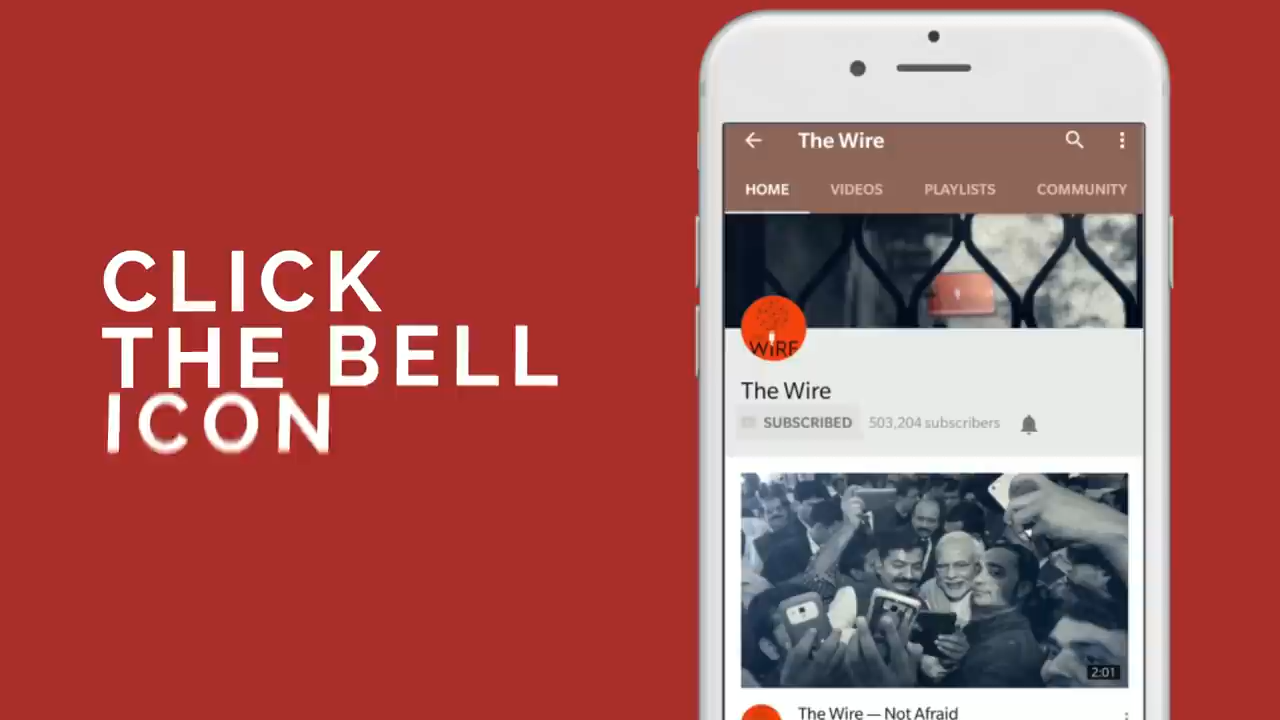 CLICK
THE BELL
ICON
The Wire
HOME VIDEOS PLAYLISTS COMMUNITY
WIRE
The Wire
SUBSCRIBED 503,204 subscribers
2:01
The Wire — Not Afraid